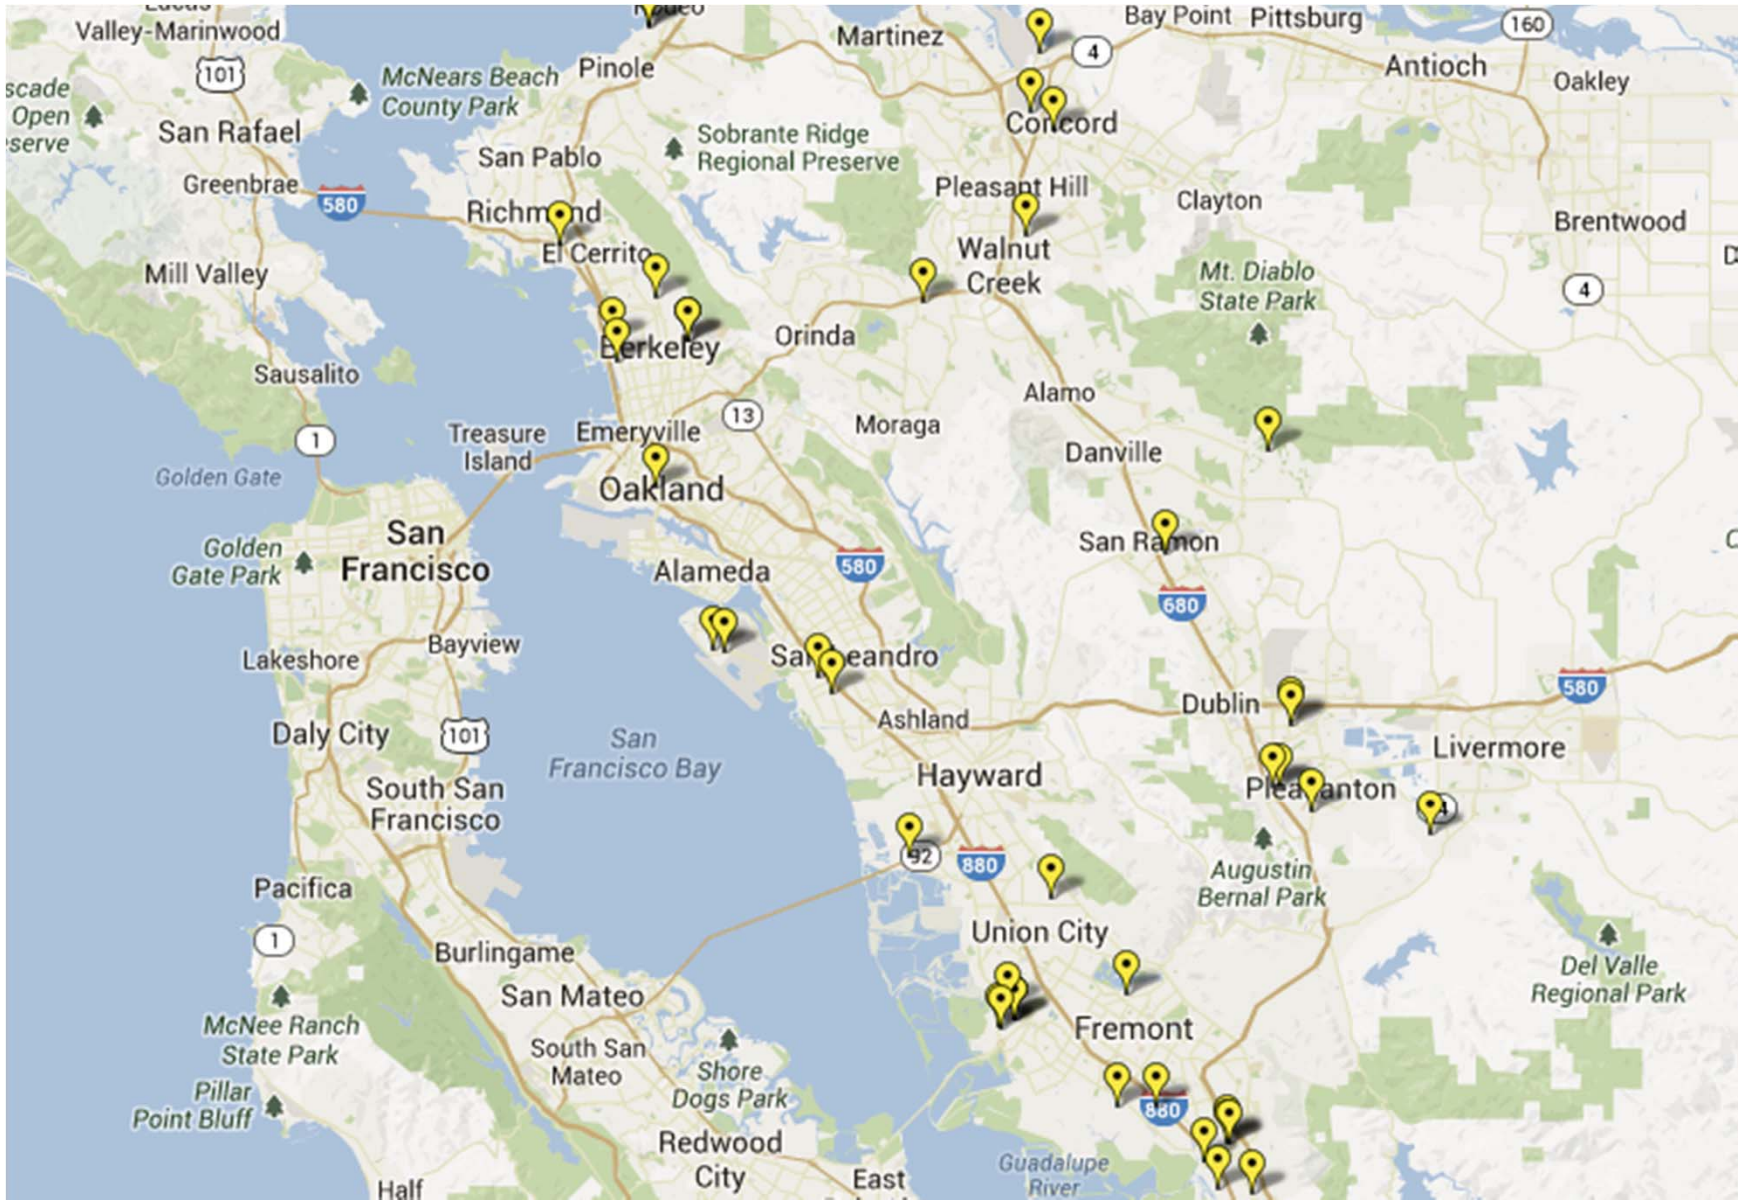 Lucas
Valley-Marinwood
101
McNears Beach
County Park
Rodeo
Pinole
Martinez
4
Bay Point
Pittsburg
160
Antioch
Oakley
scade
Open
eserve
San Rafael
San Pablo
Sobrante Ridge
Regional Preserve
Concord
Greenbrae
580
Richmond
El Cerrito
Pleasant Hill
Clayton
Brentwood
Walnut
Creek
Mill Valley
Mt. Diablo
State Park
4
D
Berkeley
Orinda
Sausalito
Alamo
13
Moraga
Emeryville
Treasure
Island
1
Golden Gate
Danville
Oakland
San
Francisco
Golden
Gate Park
San Ramon
Alameda
580
680
Bayview
Lakeshore
San Leandro
580
Dublin
Ashland
Daly City
101
San
Francisco Bay
Livermore
Hayward
South San
Francisco
Pleasanton
92
880
Augustin
Bernal Park
Pacifica
1
Union City
Burlingame
San Mateo
Del Valle
Regional Park
McNee Ranch
State Park
Fremont
South San
Mateo
Shore
Dogs Park
Pillar
Point Bluff
880
Redwood
City
Guadalupe
River
Half
East